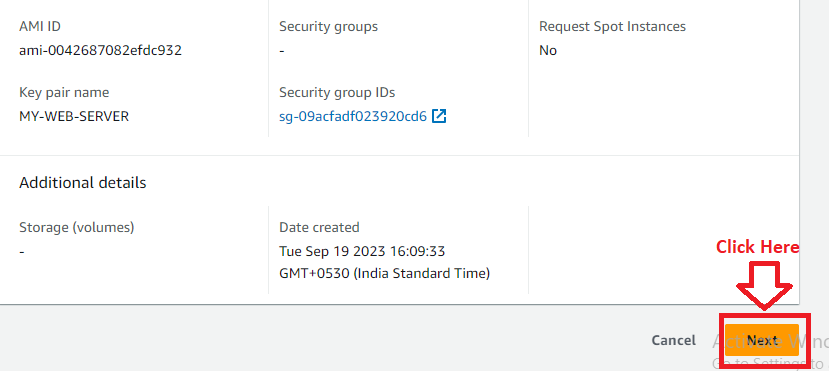 AMI ID
ami-0042687082efdc932
Security groups
-
Request Spot Instances
No
Key pair name
MY-WEB-SERVER
Security group IDs
sg-09acfadf023920cd6
Additional details
Storage (volumes)
-
Date created
Tue Sep 19 2023 16:09:33
GMT+0530 (India Standard Time)
Click Here
Cancel
Next
Go to Settings to